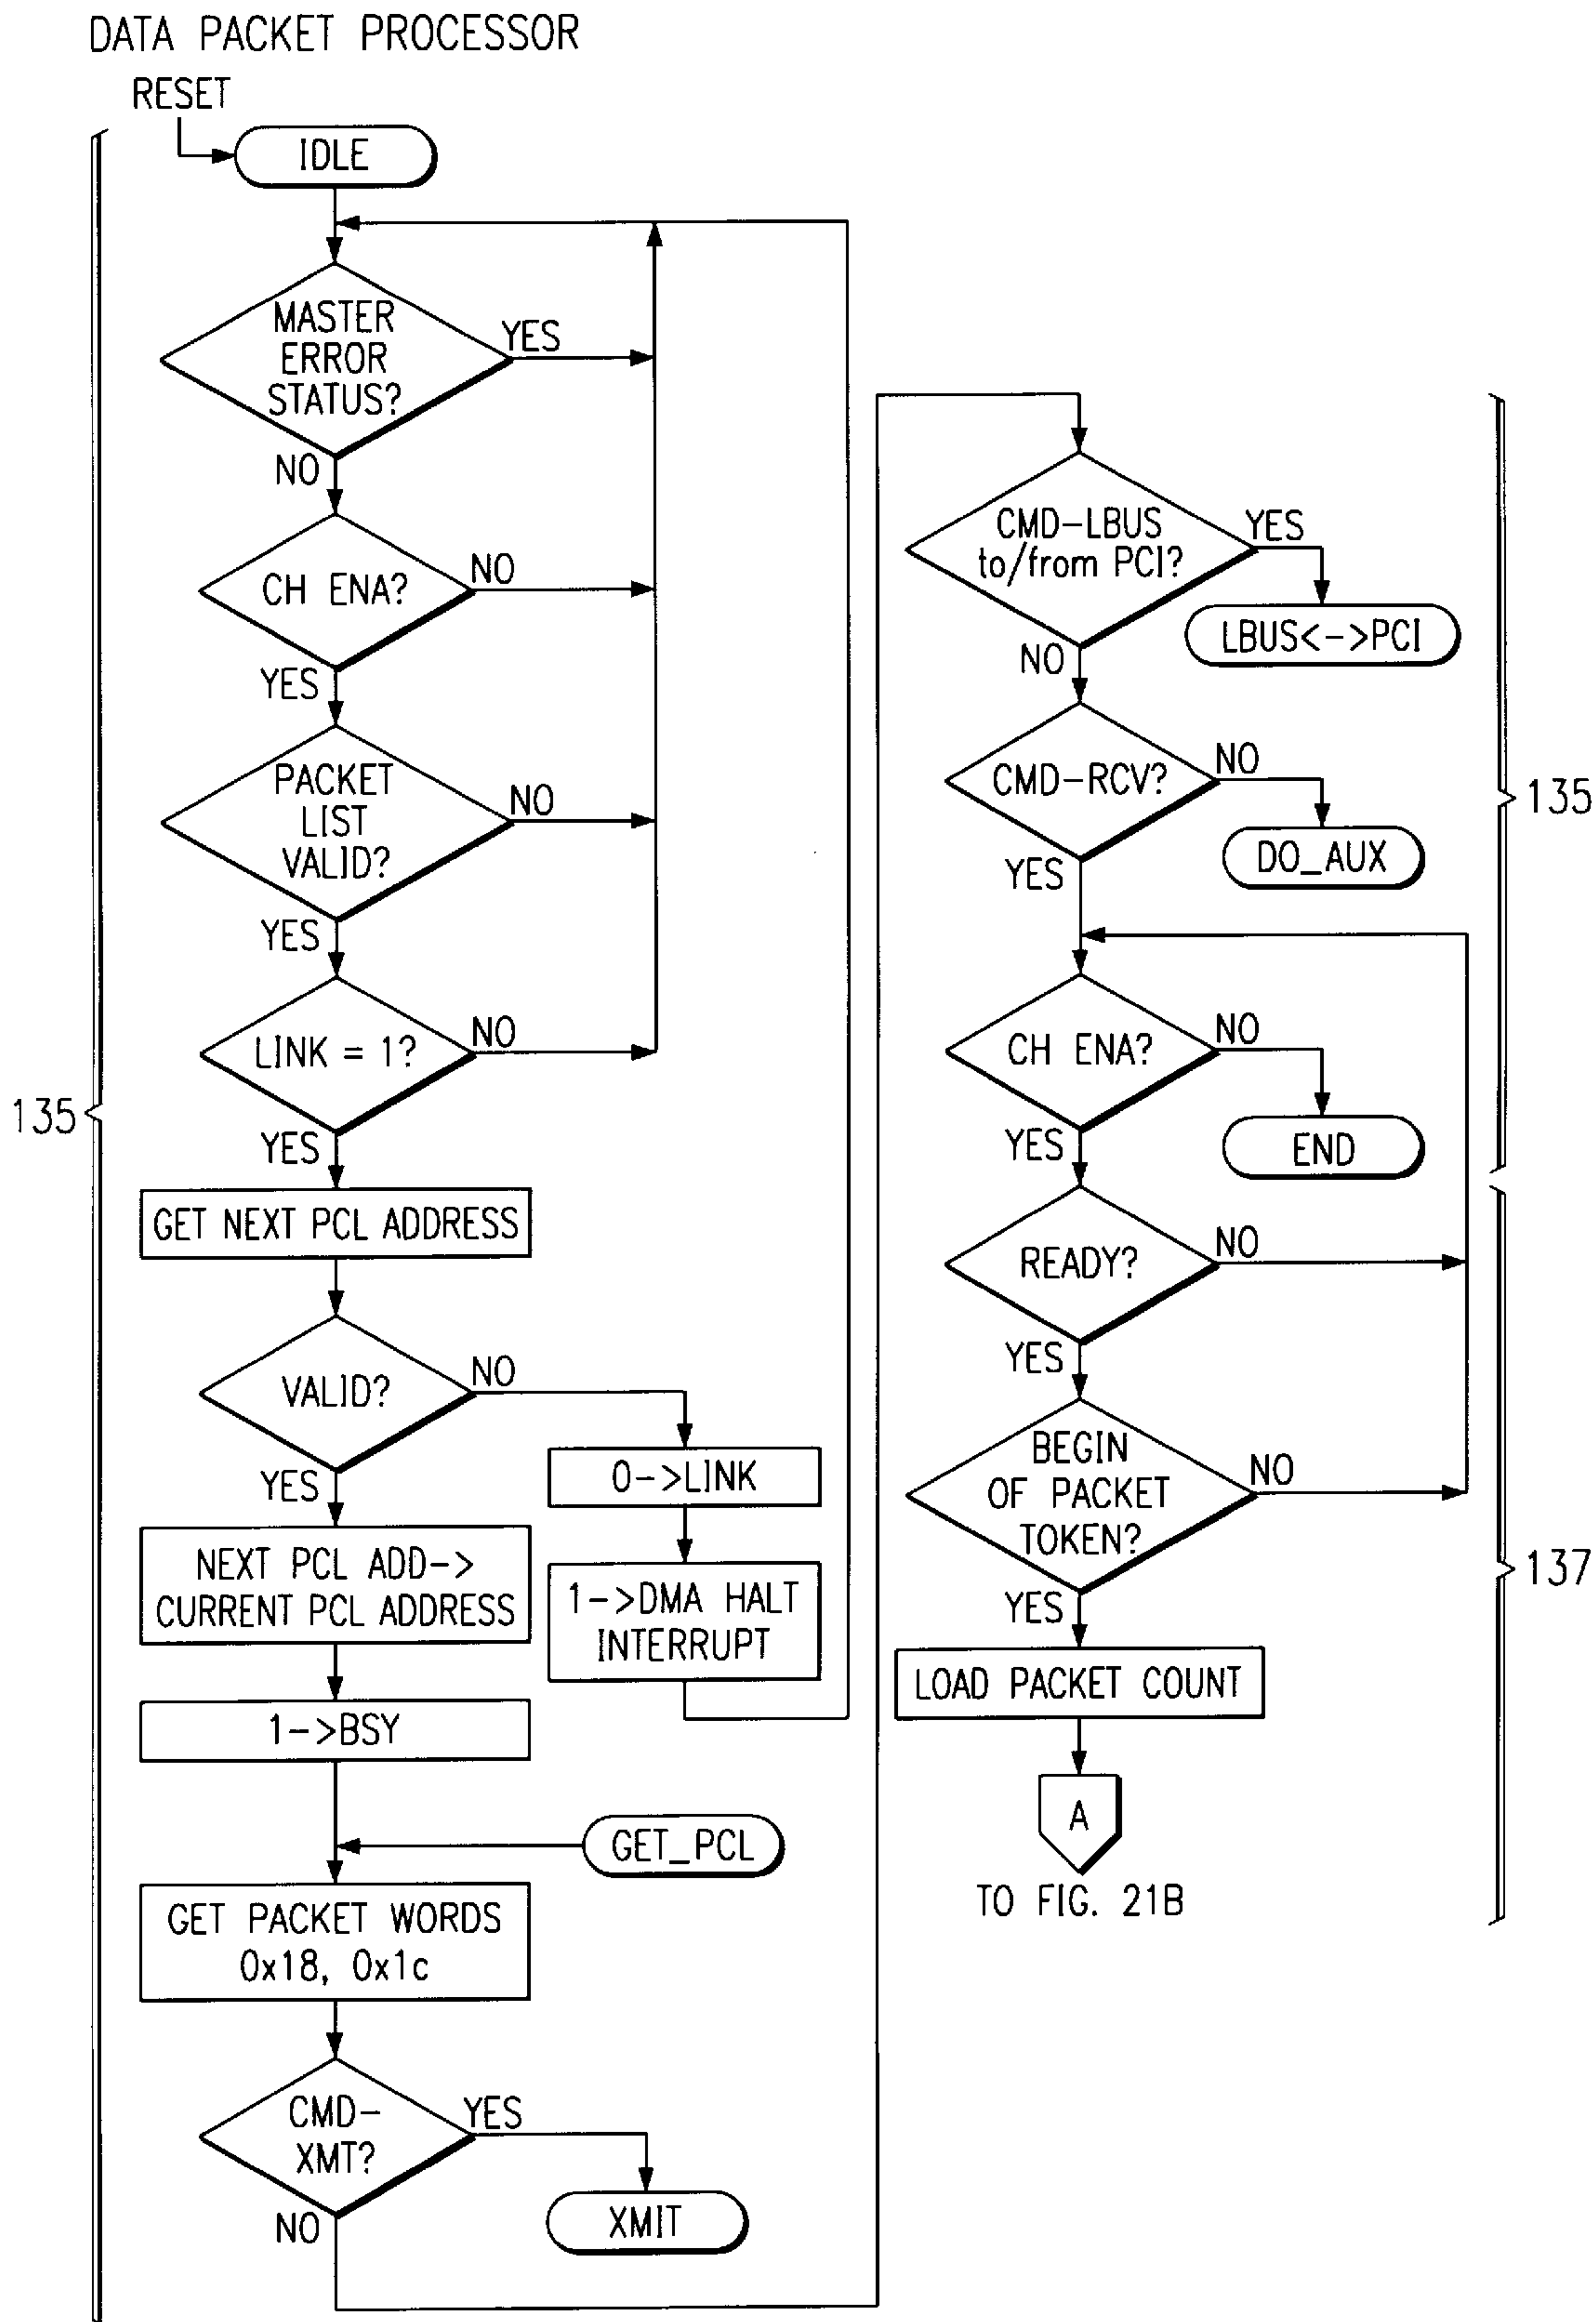 DATA PACKET PROCESSOR
RESET
IDLE
MASTER
ERROR
STATUS?
YES
NO
CH ENA?
NO
YES
PACKET
LIST
VALID?
NO
YES
LINK = 1?
NO
YES
135
GET NEXT PCL ADDRESS
VALID?
NO
YES
0->LINK
1->DMA HALT
INTERRUPT
NEXT PCL ADD->
CURRENT PCL ADDRESS
1->BSY
GET_PCL
GET PACKET WORDS
0x18, 0x1c
CMD-
XMT?
YES
XMIT
NO
CMD-LBUS
to/from PCI?
YES
LBUS<->PCI
NO
CMD-RCV?
NO
DO_AUX
YES
135
CH ENA?
NO
END
YES
READY?
NO
YES
BEGIN
OF PACKET
TOKEN?
NO
YES
137
LOAD PACKET COUNT
A
TO FIG. 21B